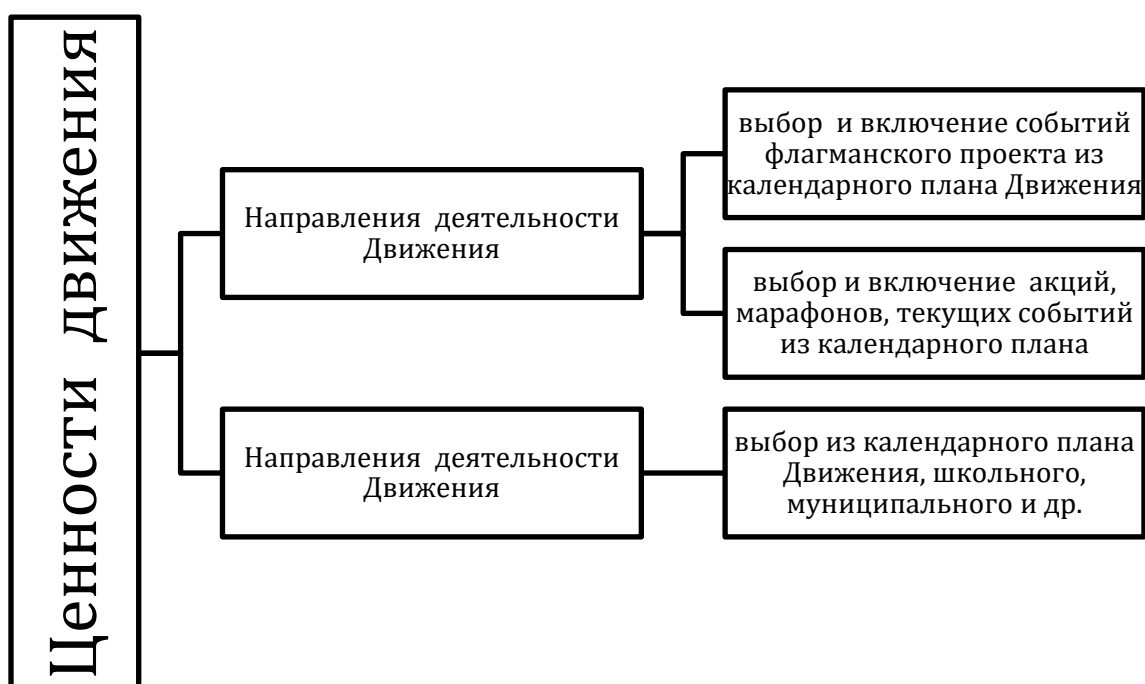 Ценности движения
Направления деятельности
Движения
выбор и включение событий
флагманского проекта из
календарного плана Движения
выбор и включение акций,
марафонов, текущих событий
из календарного плана
Направления деятельности
Движения
выбор из календарного плана
Движения, школьного,
муниципального и др.